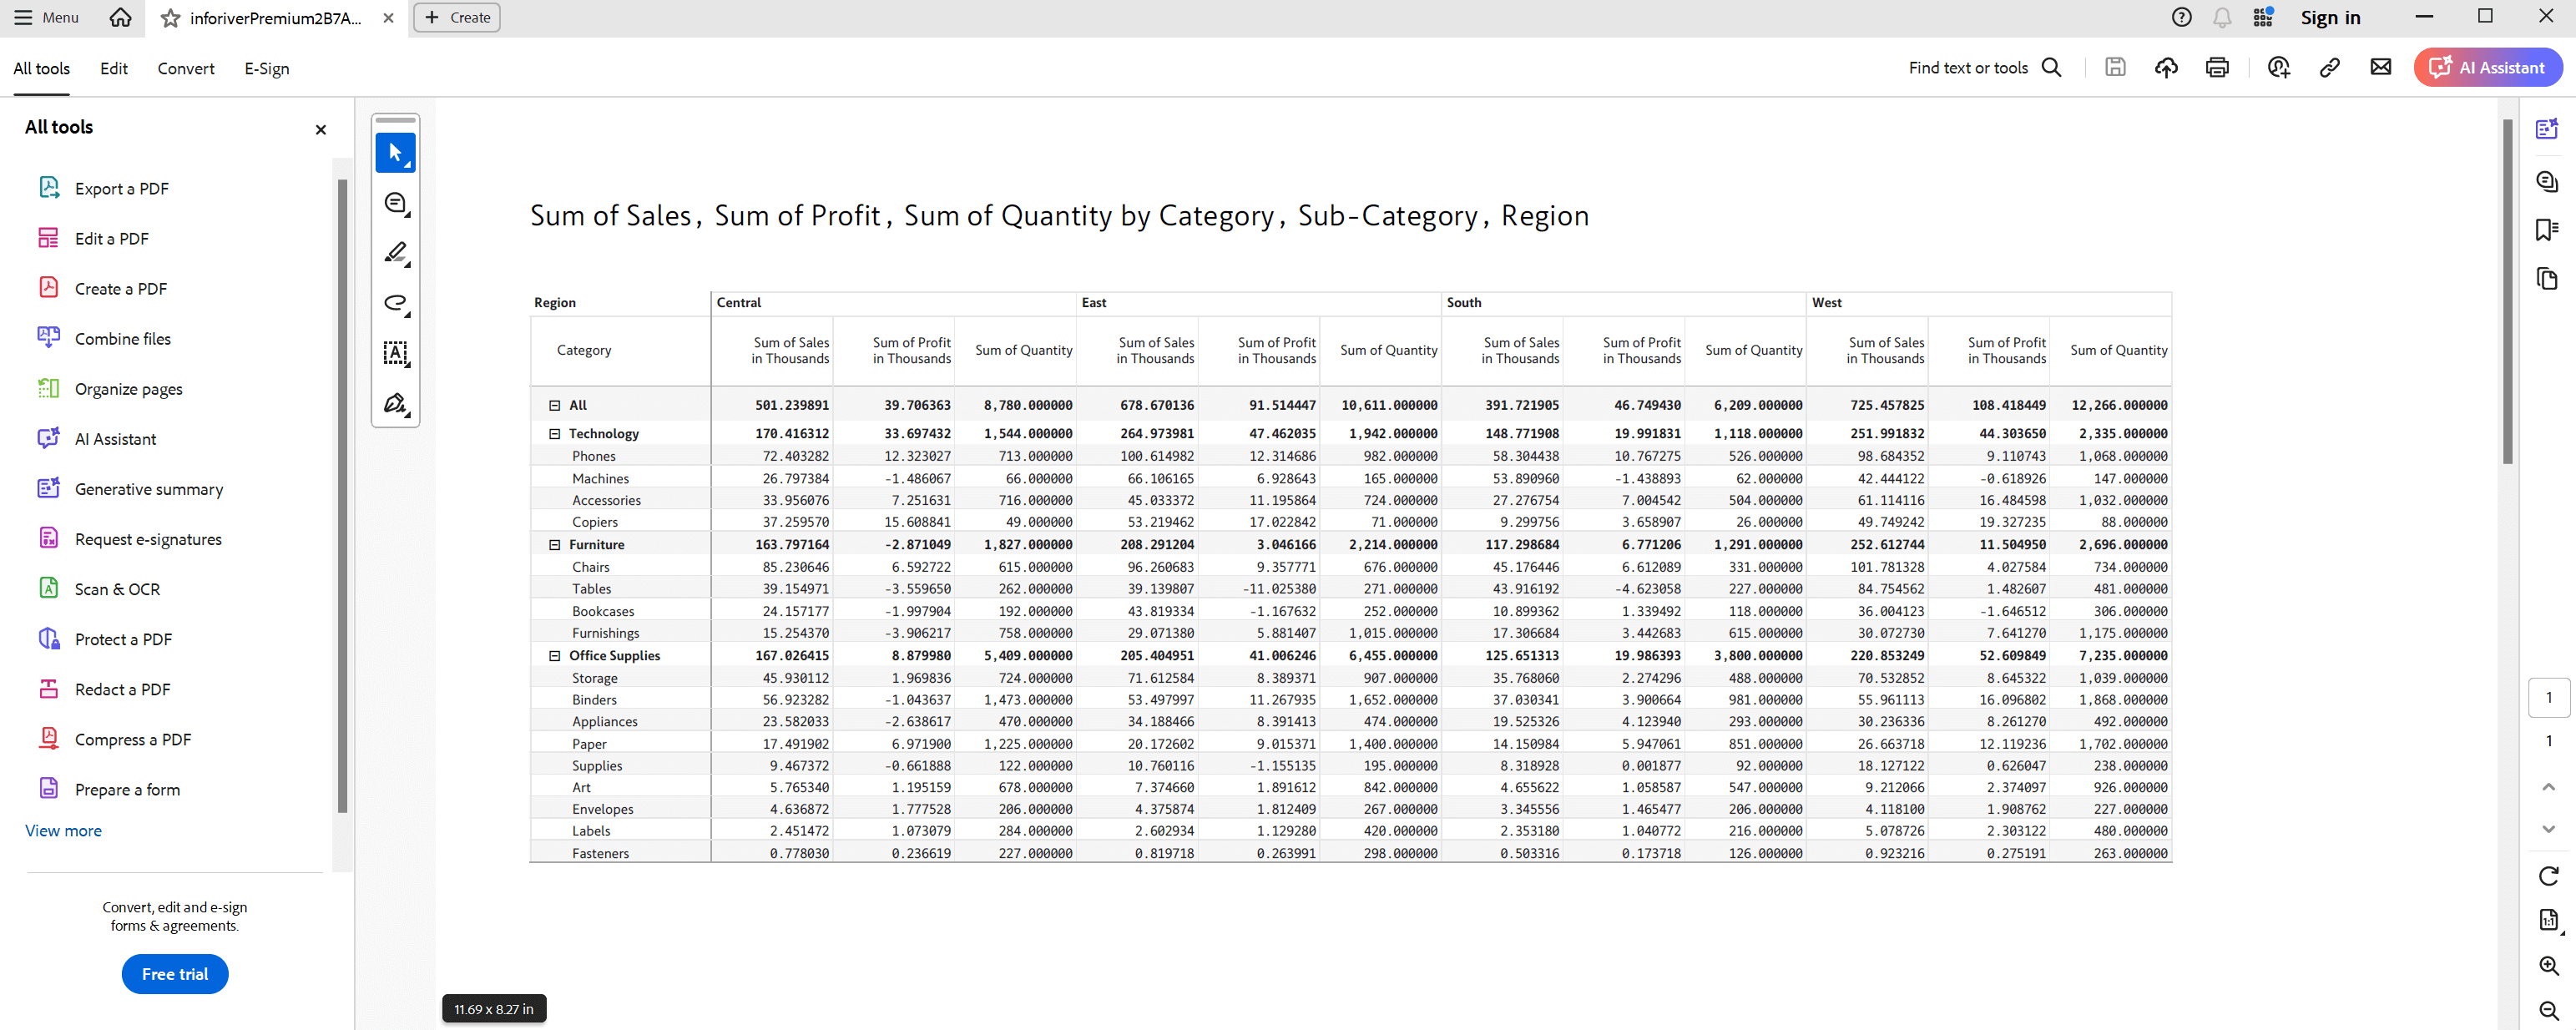 Menu inforiverPremium2B7A... Create Sign in
All tools Edit Convert E-Sign Find text or tools AI Assistant
All tools
Export a PDF
Edit a PDF
Create a PDF
Combine files
Organize pages
AI Assistant
Generative summary
Request e-signatures
Scan & OCR
Protect a PDF
Redact a PDF
Compress a PDF
Prepare a form
View more
Convert, edit and e-sign
forms & agreements.
Free trial
Sum of Sales, Sum of Profit, Sum of Quantity by Category, Sub-Category, Region
Region Central East South West
Category Sum of Sales in Thousands Sum of Profit in Thousands Sum of Quantity Sum of Sales in Thousands Sum of Profit in Thousands Sum of Quantity Sum of Sales in Thousands Sum of Profit in Thousands Sum of Quantity Sum of Sales in Thousands Sum of Profit in Thousands Sum of Quantity
All 501.239891 39.706363 8,780.000000 678.670136 91.514447 10,611.000000 391.721905 46.749430 6,209.000000 725.457825 108.418449 12,266.000000
Technology 170.416312 33.697432 1,544.000000 264.973981 47.462035 1,942.000000 148.771908 19.991831 1,118.000000 251.991832 44.303650 2,335.000000
Phones 72.403282 12.323027 713.000000 100.614982 12.314686 982.000000 58.304438 10.767275 526.000000 98.684352 9.110743 1,068.000000
Machines 26.797384 -1.486067 66.000000 66.106165 6.928643 165.000000 53.890960 -1.438893 62.000000 42.444122 -0.618926 147.000000
Accessories 33.956076 7.251631 716.000000 45.033372 11.195864 724.000000 27.276754 7.004542 504.000000 61.114116 16.484598 1,032.000000
Copiers 37.259570 15.608841 49.000000 53.219462 17.022842 71.000000 9.299756 3.658907 26.000000 49.749242 19.327235 88.000000
Furniture 163.797164 -2.871049 1,827.000000 208.291204 3.046166 2,214.000000 117.298684 6.771206 1,291.000000 252.612744 11.504950 2,696.000000
Chairs 85.230646 6.592722 615.000000 96.260683 9.357771 676.000000 45.176446 6.612089 331.000000 101.781328 4.027584 734.000000
Tables 39.154971 -3.559650 262.000000 39.139807 -11.025380 271.000000 43.916192 -4.623058 227.000000 84.754562 1.482607 481.000000
Bookcases 24.157177 -1.997904 192.000000 43.819334 -1.167632 252.000000 10.899362 1.339492 118.000000 36.004123 -1.646512 306.000000
Furnishings 15.254370 -3.906217 758.000000 29.071380 5.881407 1,015.000000 17.306684 3.442683 615.000000 30.072730 7.641270 1,175.000000
Office Supplies 167.026415 8.879980 5,409.000000 205.404951 41.006246 6,455.000000 125.651313 19.986393 3,800.000000 220.853249 52.609849 7,235.000000
Storage 45.930112 1.969836 724.000000 71.612584 8.389371 907.000000 35.768060 2.274296 488.000000 70.532852 8.645322 1,039.000000
Binders 56.923282 -1.043637 1,473.000000 53.497997 11.267935 1,652.000000 37.030341 3.900664 981.000000 55.961113 16.096802 1,868.000000
Appliances 23.582033 -2.638617 470.000000 34.188466 8.391413 474.000000 19.525326 4.123940 293.000000 30.236336 8.261270 492.000000
Paper 17.491902 6.971900 1,225.000000 20.172602 9.015371 1,400.000000 14.150984 5.947061 851.000000 26.663718 12.119236 1,702.000000
Supplies 9.467372 -0.661888 122.000000 10.760116 -1.155135 195.000000 8.318928 0.001877 92.000000 18.127122 0.626047 238.000000
Art 5.765340 1.195159 678.000000 7.374660 1.891612 842.000000 4.655622 1.058587 547.000000 9.212066 2.374097 926.000000
Envelopes 4.636872 1.777528 206.000000 4.375874 1.812409 267.000000 3.345556 1.465477 206.000000 4.118100 1.908762 227.000000
Labels 2.451472 1.073079 284.000000 2.602934 1.129280 420.000000 2.353180 1.040772 216.000000 5.078726 2.303122 480.000000
Fasteners 0.778030 0.236619 227.000000 0.819718 0.263991 298.000000 0.503316 0.173718 126.000000 0.923216 0.275191 263.000000
11.69 x 8.27 in
1
1